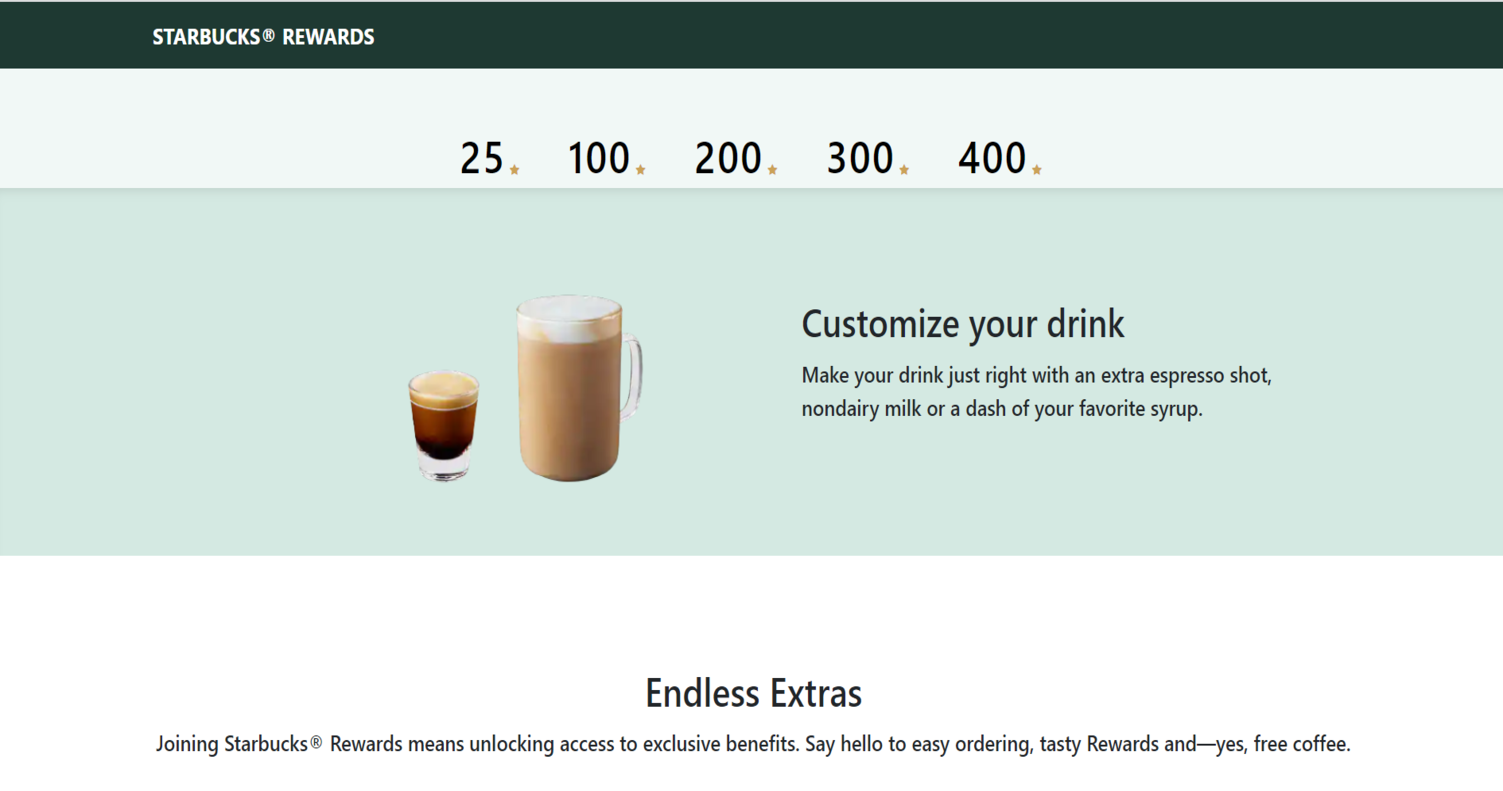 STARBUCKS® REWARDS
25 ★ 100 ★ 200 ★ 300 ★ 400 ★
Customize your drink
Make your drink just right with an extra espresso shot,
nondairy milk or a dash of your favorite syrup.
Endless Extras
Joining Starbucks® Rewards means unlocking access to exclusive benefits. Say hello to easy ordering, tasty Rewards and—yes, free coffee.